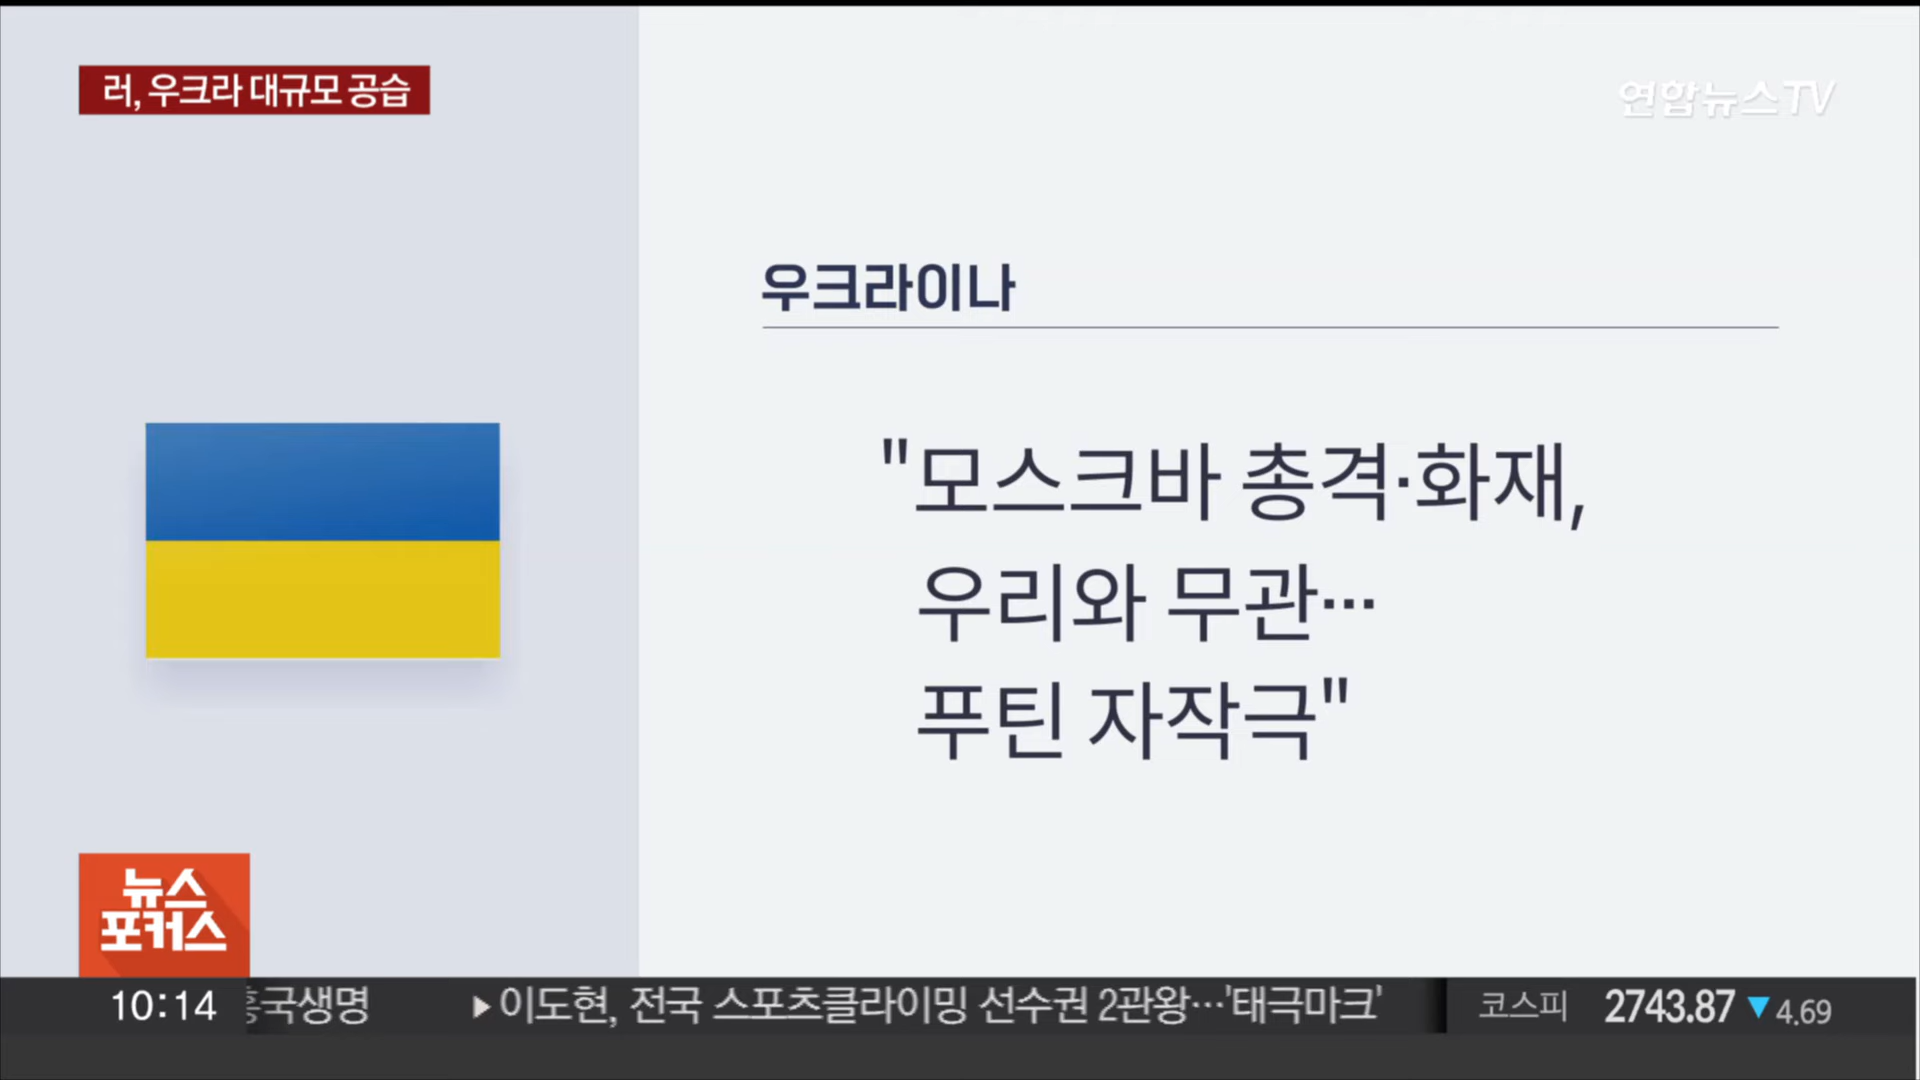 러, 우크라 대규모 공습
연합뉴스TV
우크라이나
"모스크바 총격·화재,
우리와 무관…
푸틴 자작극"
뉴스
포커스
10:14 흥국생명 ▶이도현, 전국 스포츠클라이밍 선수권 2관왕…'태극마크' 코스피 2743.87 ▼4.69